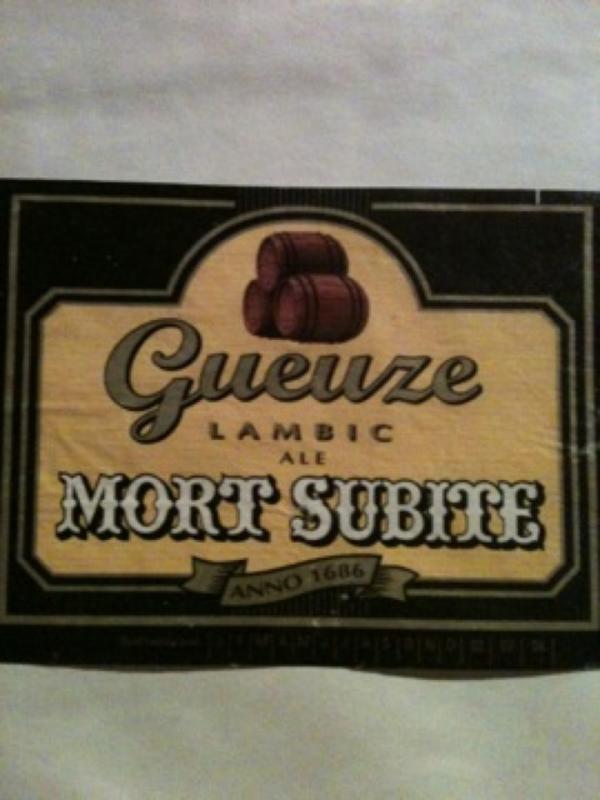 Gueuze
LAMBIC
ALE
MORT SUBITE
ANNO 1686